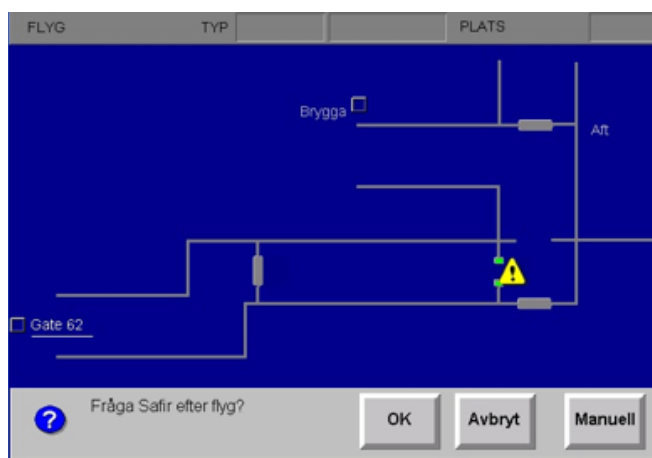 FLYG TYP PLATS
Brygga
Aft
Gate 62
Fråga Safir efter flyg?
OK Avbryt Manuell